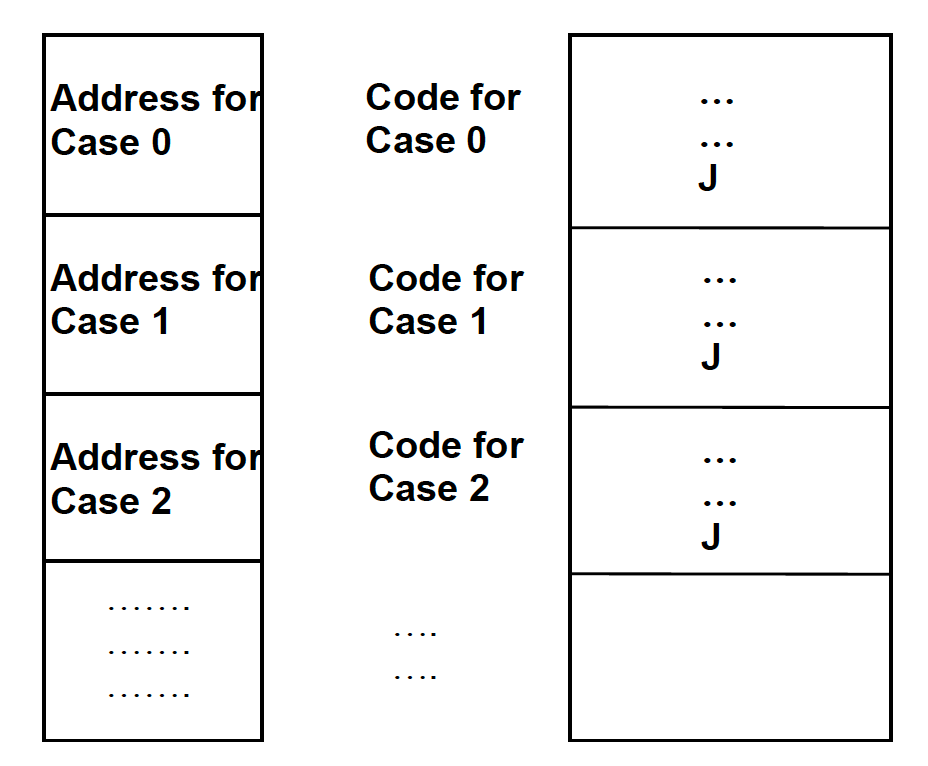 Address for
Case 0
Code for
Case 0
...
...
J
Address for
Case 1
Code for
Case 1
...
...
J
Address for
Case 2
Code for
Case 2
...
...
J
.......
.......
.......
....
....